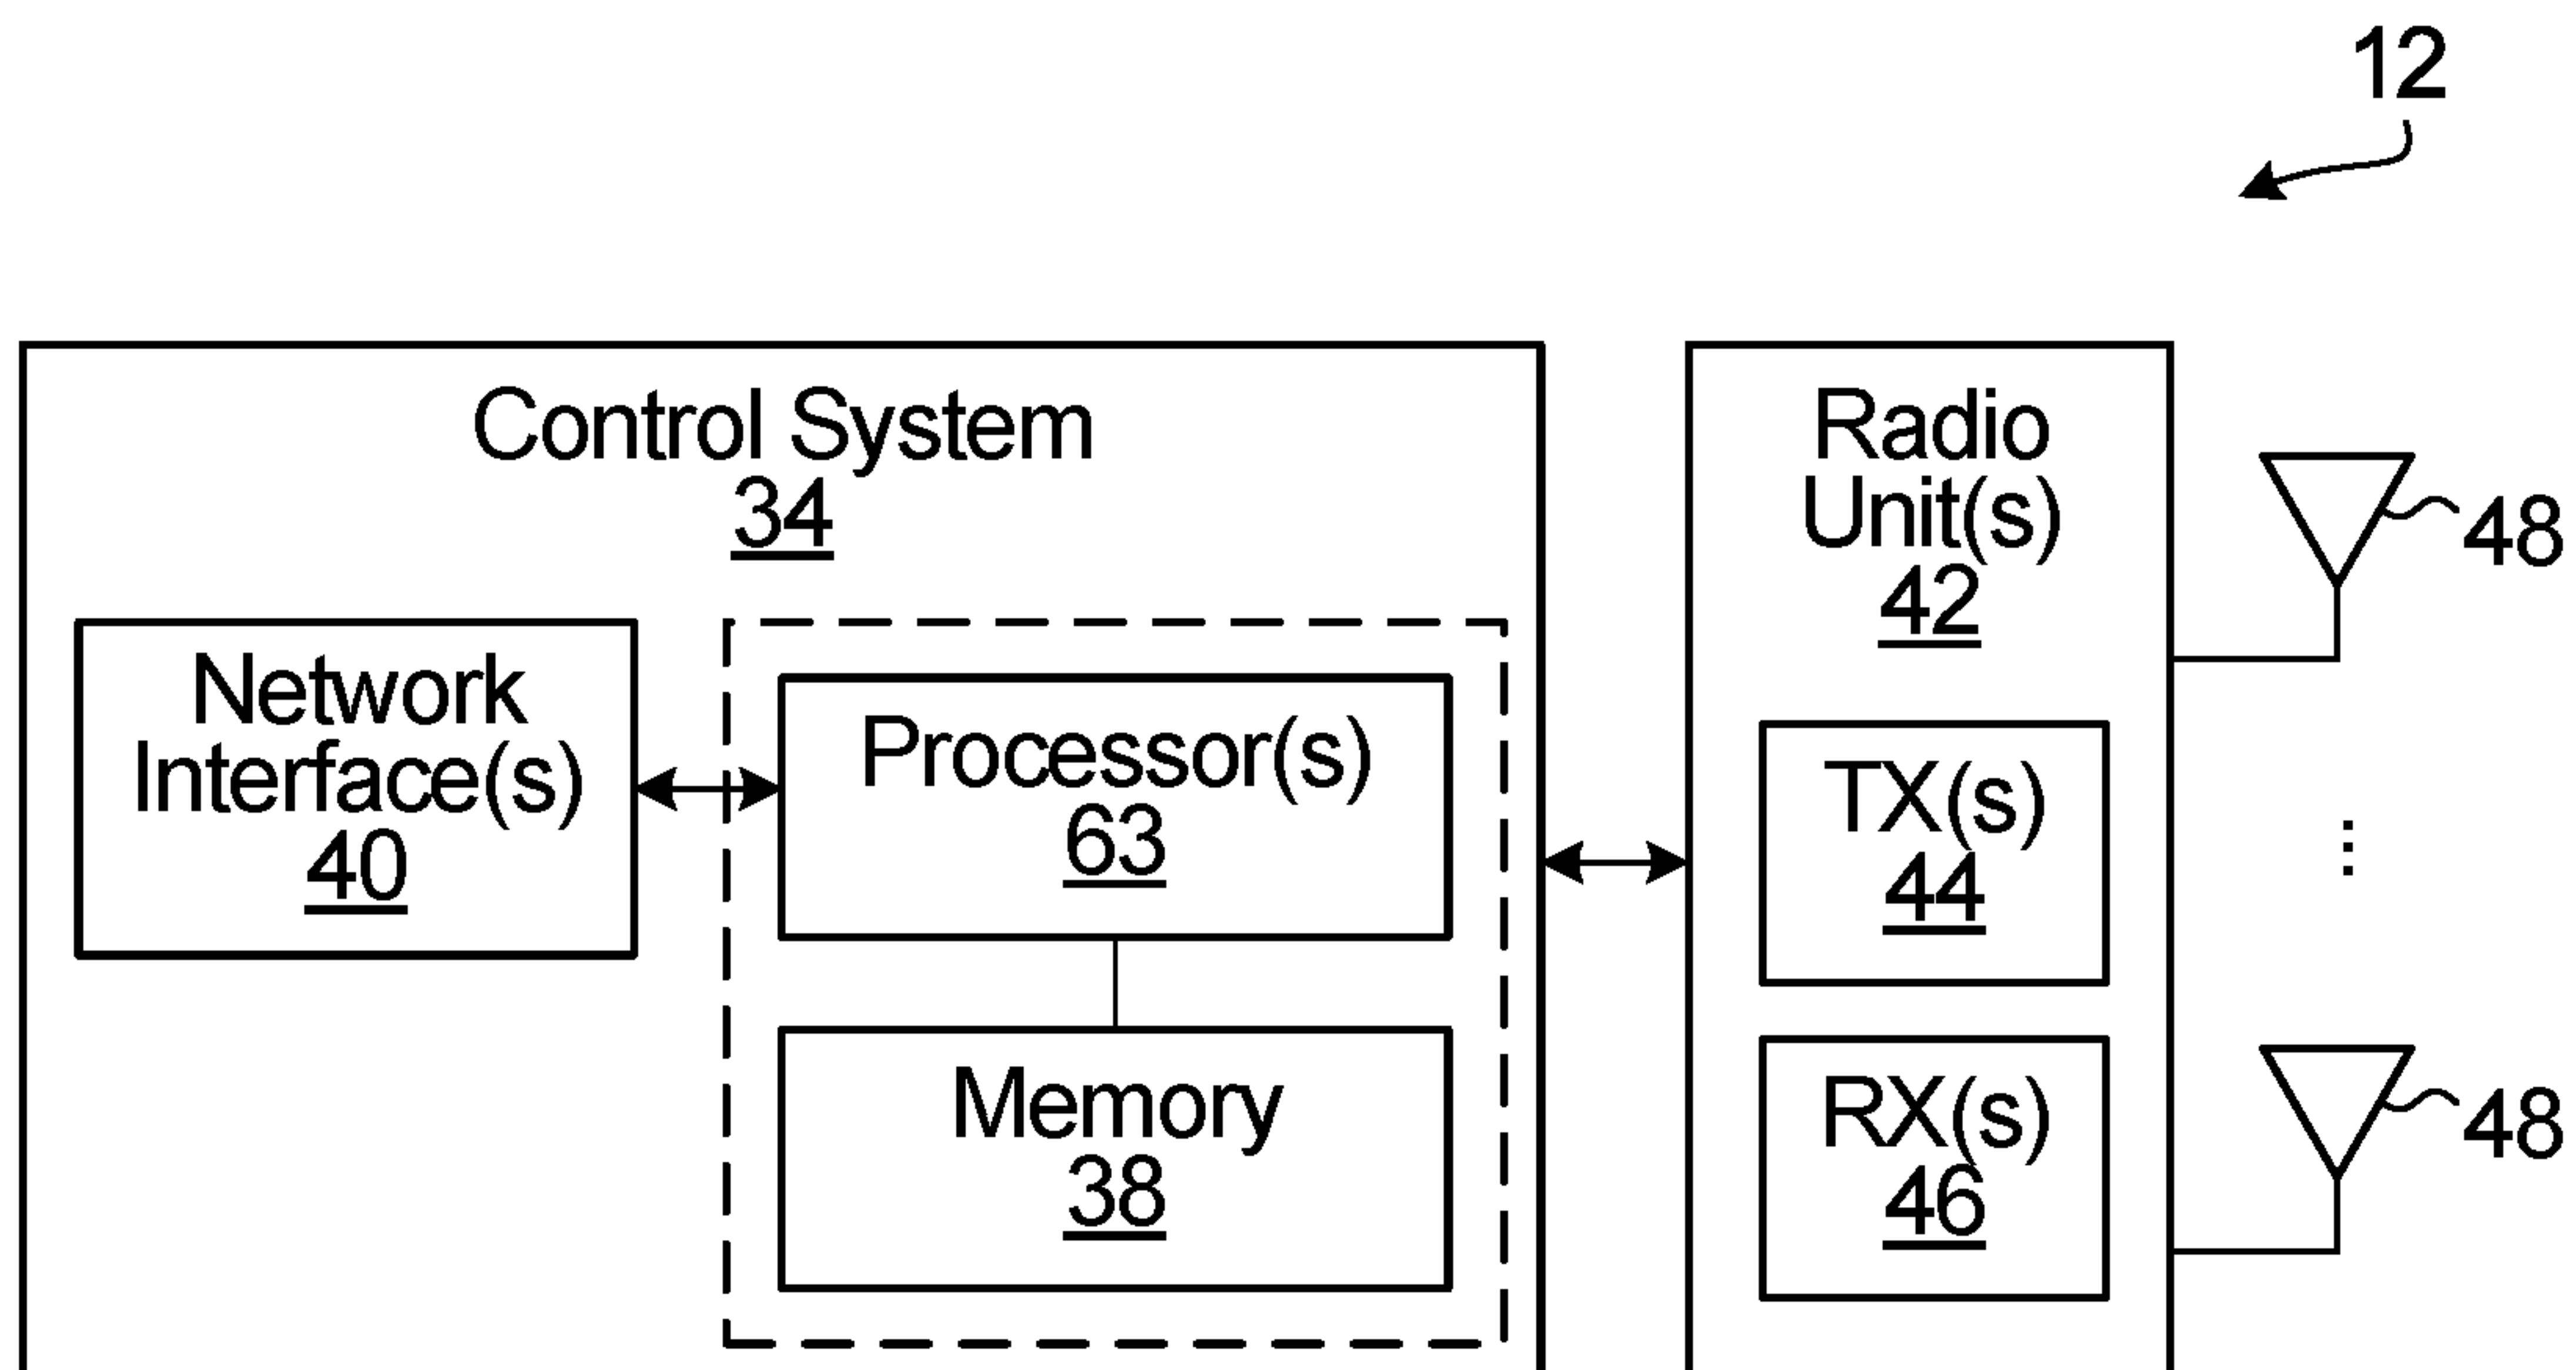 12
Control System
34
Network
Interface(s)
40
Processor(s)
63
Memory
38
Radio
Unit(s)
42
TX(s)
44
RX(s)
46
48
48